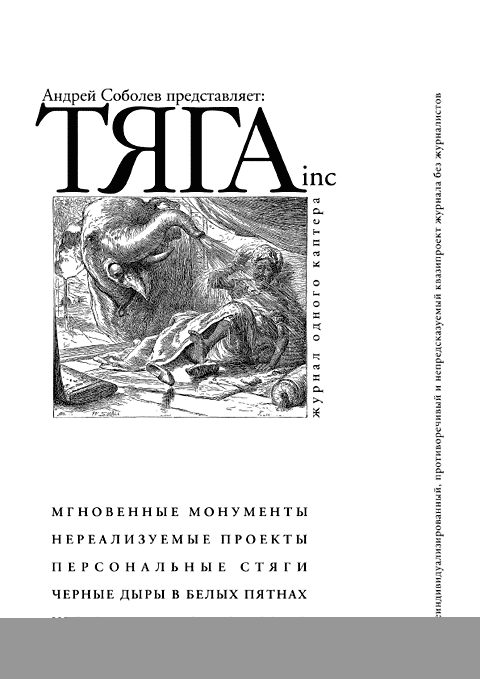 Андрей Соболев представляет:
ТЯГА inc
журнал одного каптера
противоречивый и непредсказуемый квазипроект журнала без журналистов
МГНОВЕННЫЕ МОНУМЕНТЫ
НЕРЕАЛИЗУЕМЫЕ ПРОЕКТЫ
ПЕРСОНАЛЬНЫЕ СТЯГИ
ЧЕРНЫЕ ДЫРЫ В БЕЛЫХ ПЯТНАХ